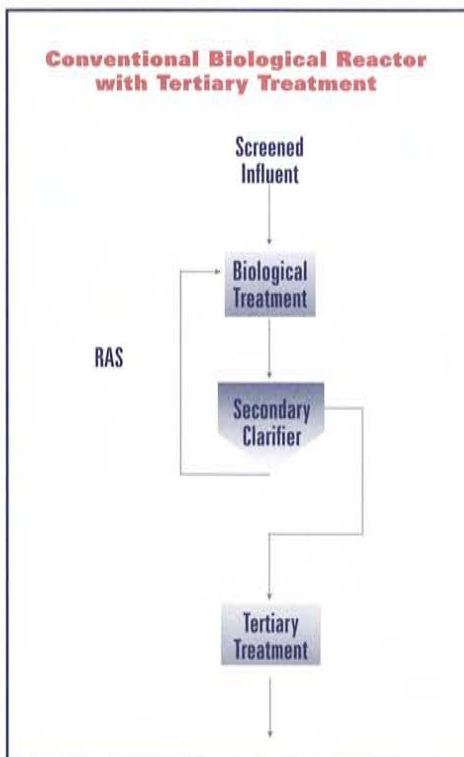 Conventional Biological Reactor
with Tertiary Treatment
Screened
Influent
Biological
Treatment
RAS
Secondary
Clarifier
Tertiary
Treatment